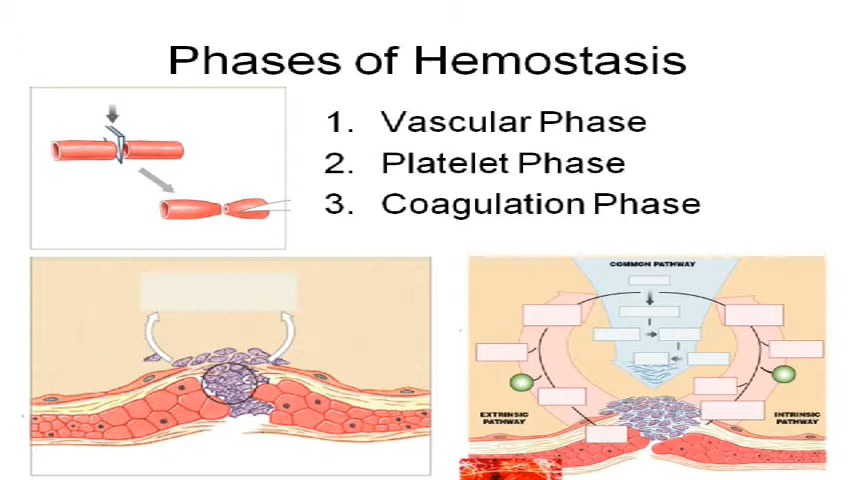 Phases of Hemostasis
1. Vascular Phase
2. Platelet Phase
3. Coagulation Phase
COMMON PATHWAY
EXTRINSIC
PATHWAY
INTRINSIC
PATHWAY